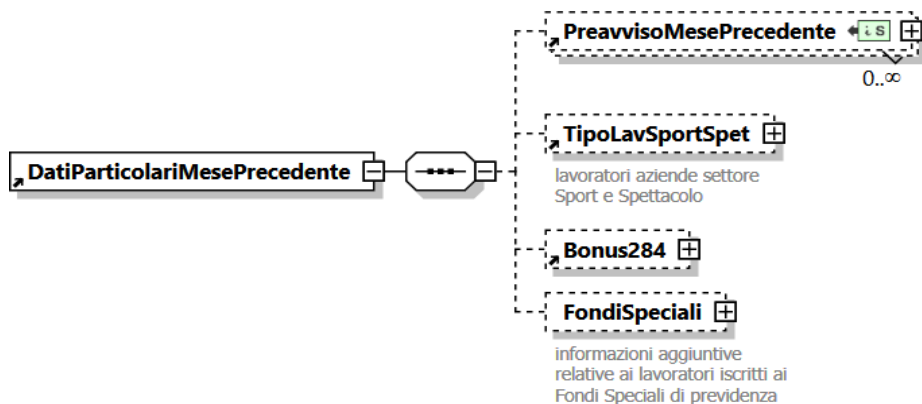 PreavvisoMesePrecedente
is
0..∞
DatiParticolariMesePrecedente
TipoLavSportSpet
lavoratori aziende settore
Sport e Spettacolo
Bonus284
FondiSpeciali
informazioni aggiuntive
relative ai lavoratori iscritti ai
Fondi Speciali di previdenza